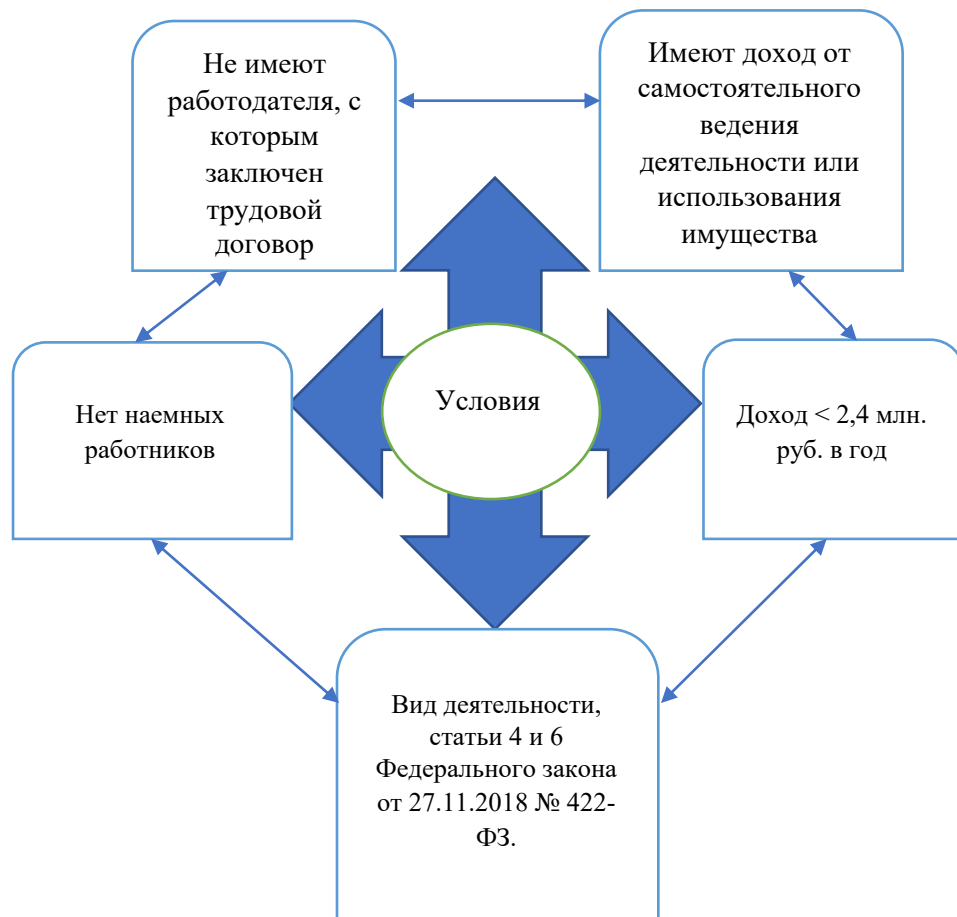 Не имеют
работодателя, с
которым
заключен
трудовой
договор
Имеют доход от
самостоятельного
ведения
деятельности или
использования
имущества
Нет наемных
работников
Условия
Доход < 2,4 млн.
руб. в год
Вид деятельности,
статьи 4 и 6
Федерального закона
от 27.11.2018 № 422-
ФЗ.